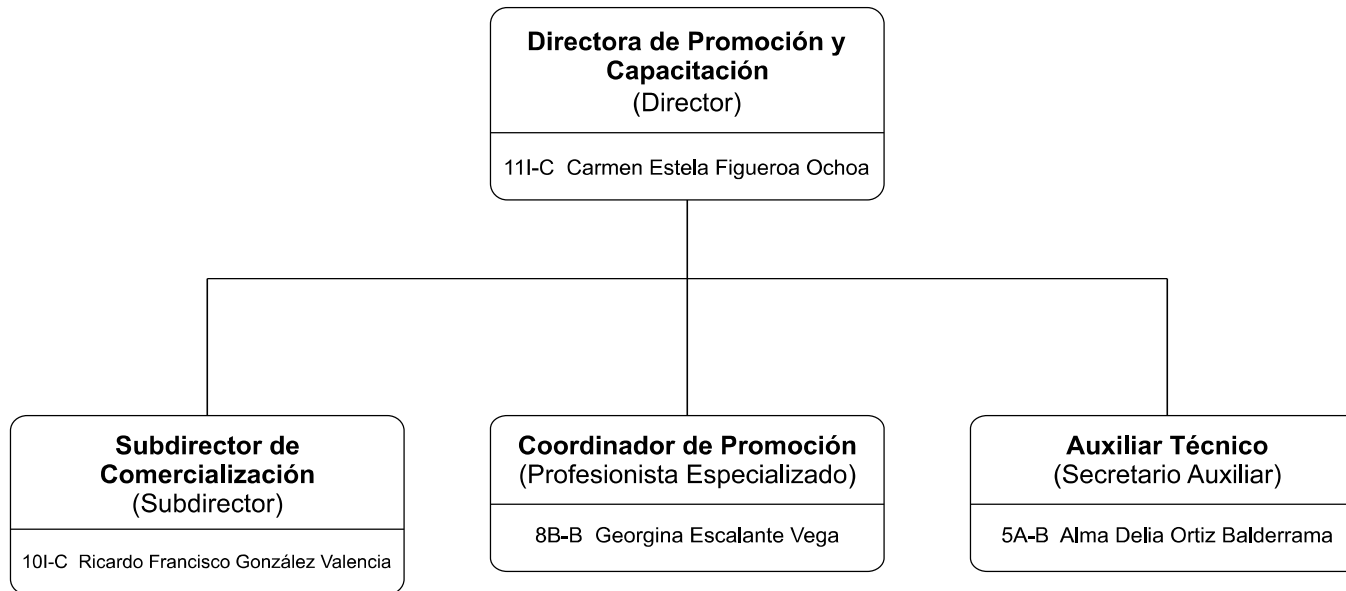 Directora de Promoción y
Capacitación
(Director)
11I-C Carmen Estela Figueroa Ochoa
Subdirector de
Comercialización
(Subdirector)
10I-C Ricardo Francisco González Valencia
Coordinador de Promoción
(Profesionista Especializado)
8B-B Georgina Escalante Vega
Auxiliar Técnico
(Secretario Auxiliar)
5A-B Alma Delia Ortiz Balderrama